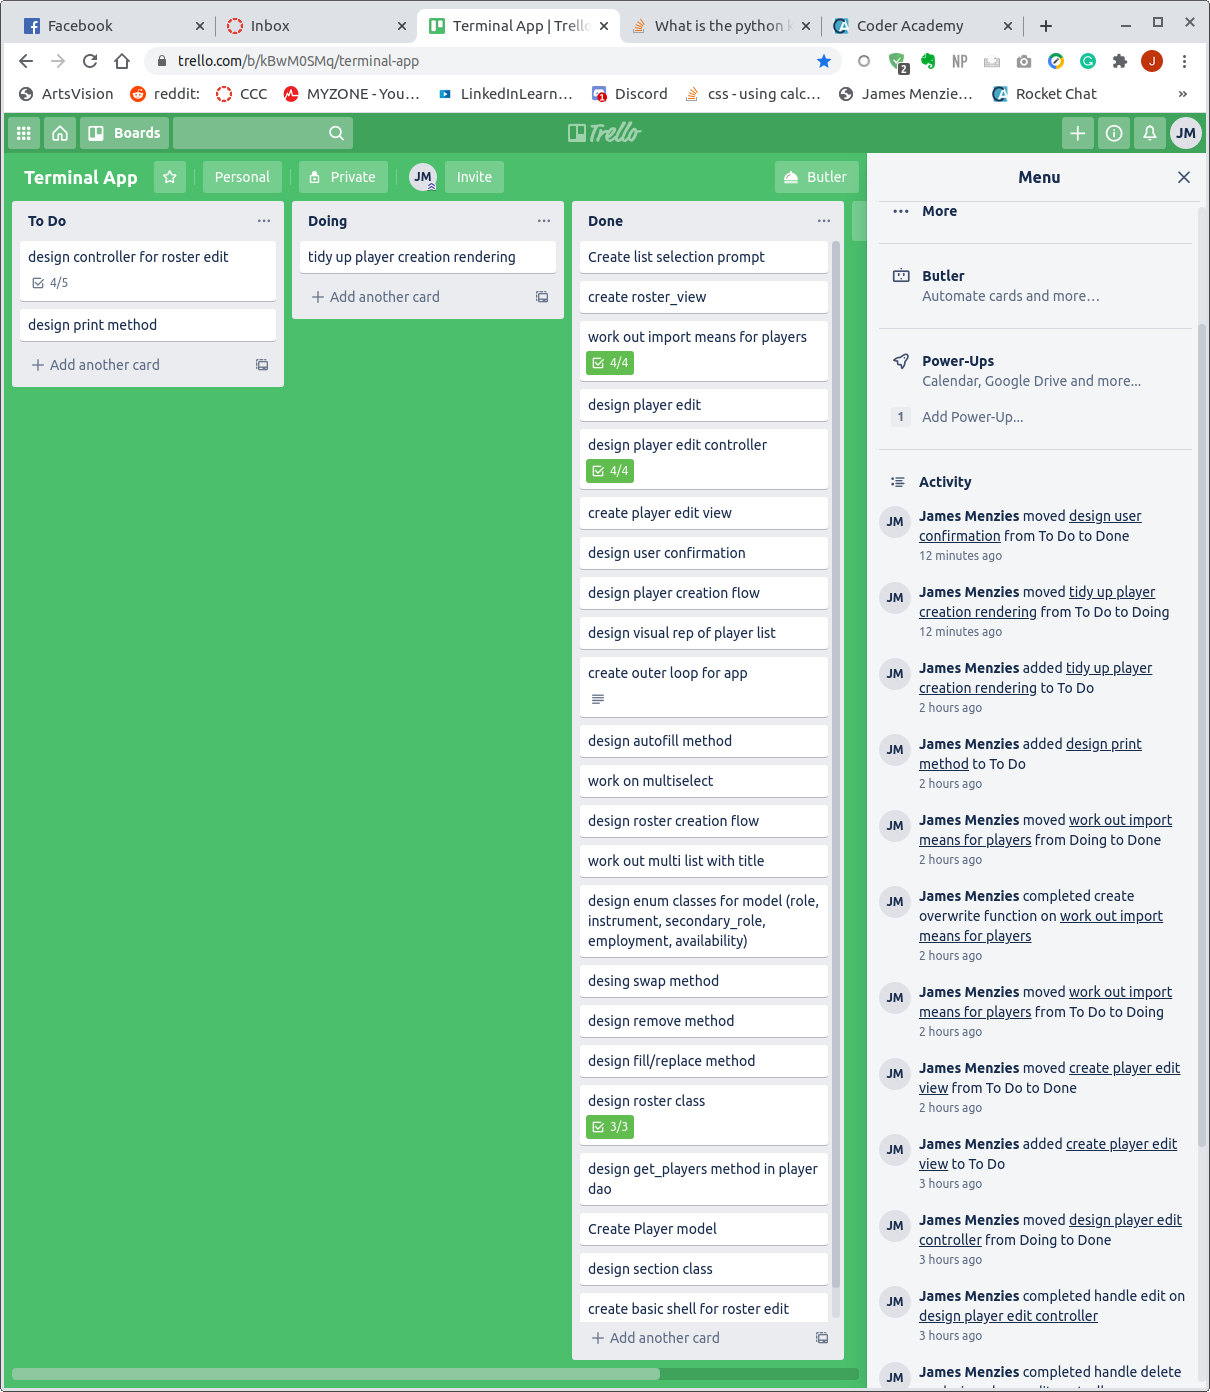 Facebook
Inbox
Terminal App | Trello
What is the python k
Coder Academy
trello.com/b/kBwM0SMq/terminal-app
2
NP
J
ArtsVision
reddit:
CCC
MYZONE - You…
LinkedInLearn…
1
Discord
css - using calc…
James Menzie…
Rocket Chat
»
Boards
Trello
JM
Terminal App
Personal
Private
JM
Invite
Butler
To Do
design controller for roster edit
4/5
design print method
Add another card
Doing
tidy up player creation rendering
Add another card
Done
Create list selection prompt
create roster_view
work out import means for players
4/4
design player edit
design player edit controller
4/4
create player edit view
design user confirmation
design player creation flow
design visual rep of player list
create outer loop for app
design autofill method
work on multiselect
design roster creation flow
work out multi list with title
design enum classes for model (role,
instrument, secondary_role,
employment, availability)
desing swap method
design remove method
design fill/replace method
design roster class
3/3
design get_players method in player
dao
Create Player model
design section class
create basic shell for roster edit
Add another card
Menu
More
Butler
Automate cards and more…
Power-Ups
Calendar, Google Drive and more...
1 Add Power-Up...
Activity
JM
James Menzies moved design user
confirmation from To Do to Done
12 minutes ago
JM
James Menzies moved tidy up player
creation rendering from To Do to Doing
12 minutes ago
JM
James Menzies added tidy up player
creation rendering to To Do
2 hours ago
JM
James Menzies added design print
method to To Do
2 hours ago
JM
James Menzies moved work out import
means for players from Doing to Done
2 hours ago
JM
James Menzies completed create
overwrite function on work out import
means for players
2 hours ago
JM
James Menzies moved work out import
means for players from To Do to Doing
2 hours ago
JM
James Menzies moved create player edit
view from To Do to Done
2 hours ago
JM
James Menzies added create player edit
view to To Do
3 hours ago
JM
James Menzies moved design player edit
controller from Doing to Done
3 hours ago
JM
James Menzies completed handle edit on
design player edit controller
3 hours ago
JM
James Menzies completed handle delete